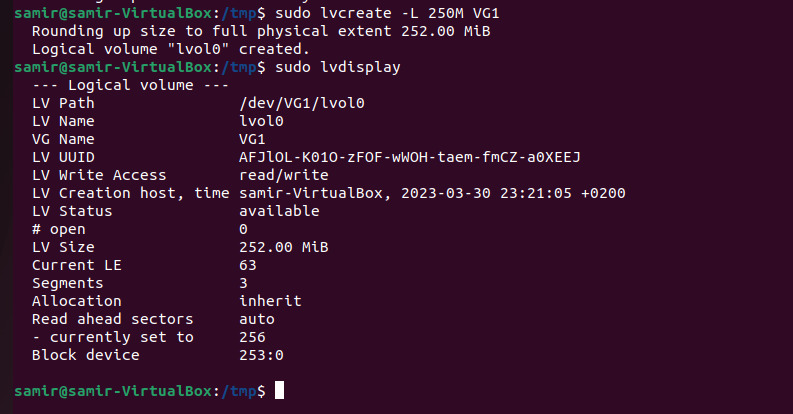 samir@samir-VirtualBox:/tmp$ sudo lvcreate -L 250M VG1
  Rounding up size to full physical extent 252.00 MiB
  Logical volume "lvol0" created.
samir@samir-VirtualBox:/tmp$ sudo lvdisplay
  --- Logical volume ---
  LV Path                /dev/VG1/lvol0
  LV Name                lvol0
  VG Name                VG1
  LV UUID                AFJlOL-K01O-zFOF-wWOH-taem-fmCZ-a0XEEJ
  LV Write Access        read/write
  LV Creation host, time samir-VirtualBox, 2023-03-30 23:21:05 +0200
  LV Status              available
  # open                 0
  LV Size                252.00 MiB
  Current LE             63
  Segments               3
  Allocation             inherit
  Read ahead sectors     auto
  - currently set to     256
  Block device           253:0
samir@samir-VirtualBox:/tmp$